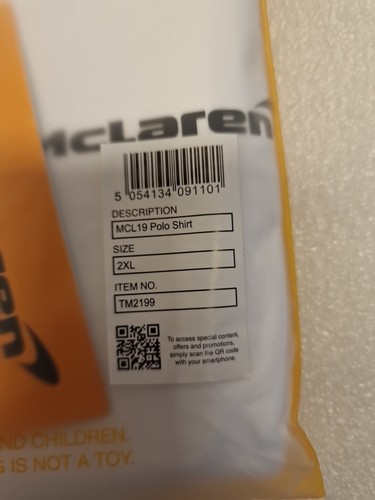 McLaren
5 054134 091101
DESCRIPTION
MCL19 Polo Shirt
SIZE
2XL
ITEM NO.
TM2199
To access special content,
offers and promotions,
simply scan the QR code
with your smartphone.
AND CHILDREN.
IS NOT A TOY.